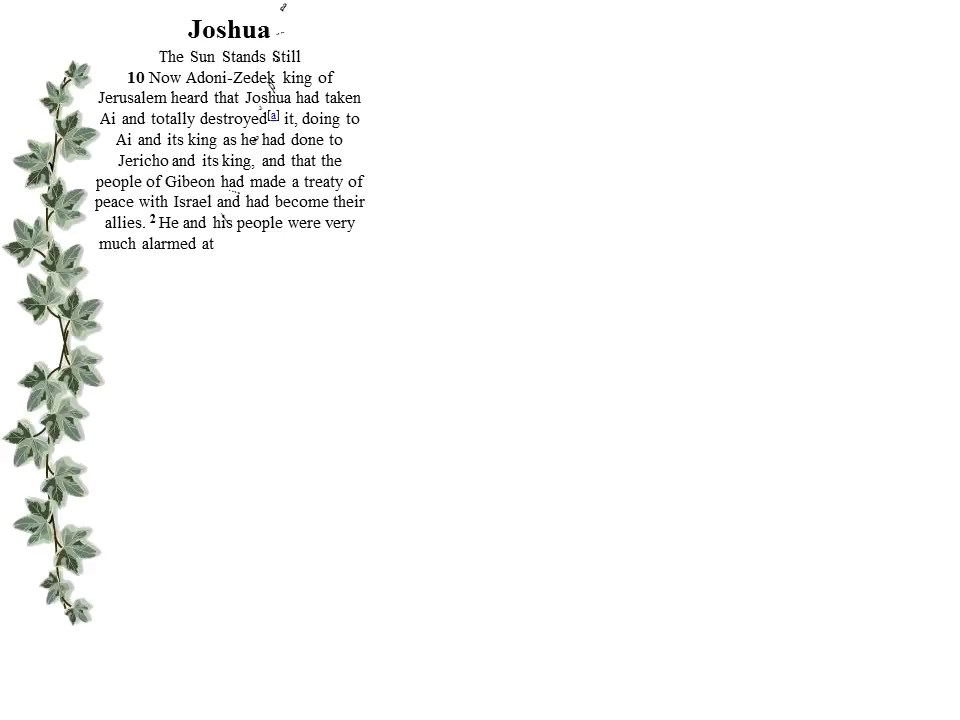 Joshua
The Sun Stands Still
10 Now Adoni-Zedek king of
Jerusalem heard that Joshua had taken
Ai and totally destroyed[a] it, doing to
Ai and its king as he had done to
Jericho and its king, and that the
people of Gibeon had made a treaty of
peace with Israel and had become their
allies. 2 He and his people were very
much alarmed at